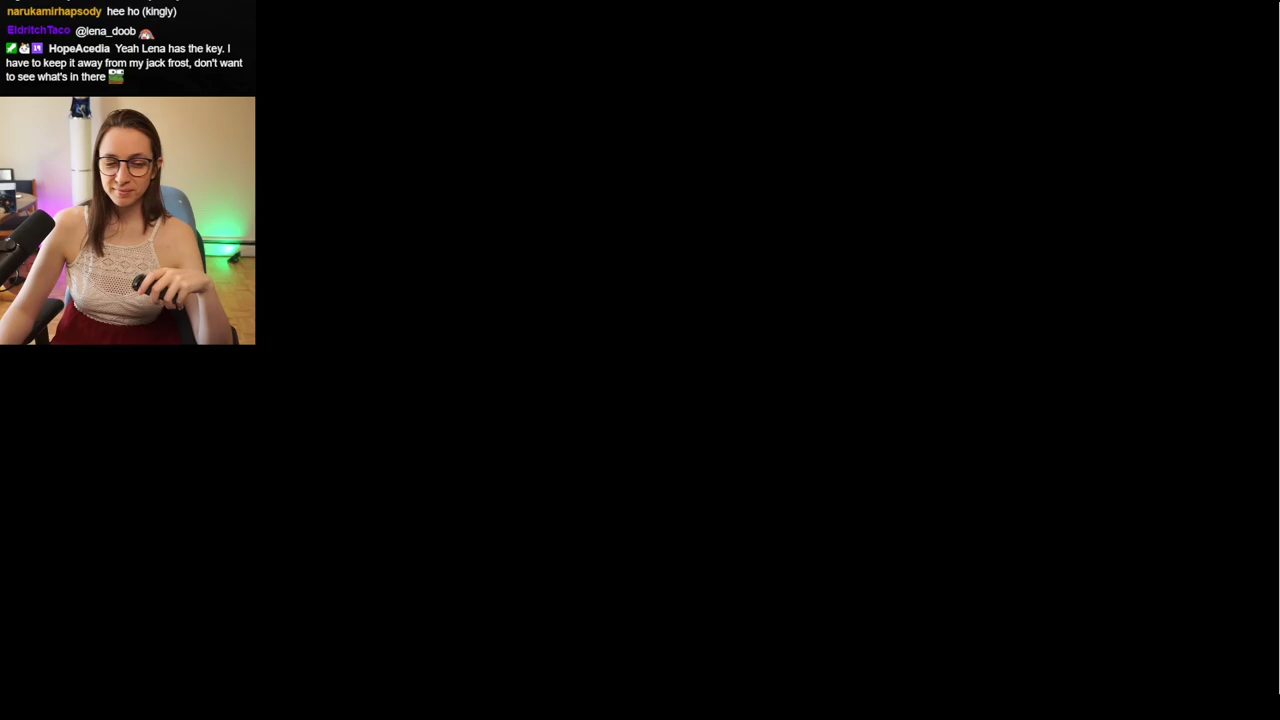 narukamirhapsody hee ho (kingly)
EldritchTaco @lena_doob
HopeAcedia Yeah Lena has the key. I
have to keep it away from my jack frost, don't want
to see what's in there